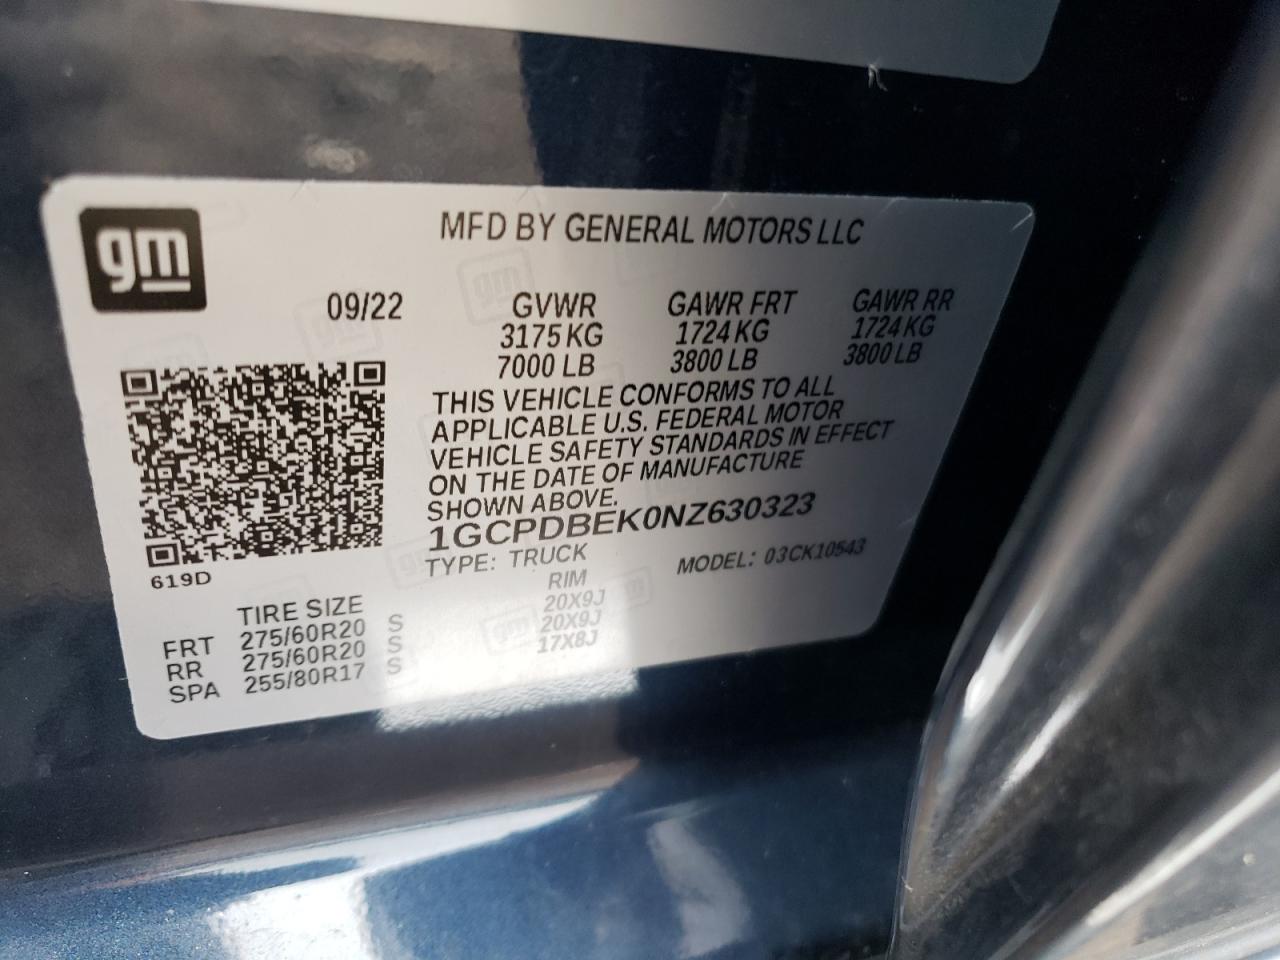 gm
MFD BY GENERAL MOTORS LLC
09/22 GVWR GAWR FRT GAWR RR
3175 KG 1724 KG 1724 KG
7000 LB 3800 LB 3800 LB
THIS VEHICLE CONFORMS TO ALL
APPLICABLE U.S. FEDERAL MOTOR
VEHICLE SAFETY STANDARDS IN EFFECT
ON THE DATE OF MANUFACTURE
SHOWN ABOVE.
1GCPDBEK0NZ630323
TYPE: TRUCK MODEL: 03CK10543
619D
TIRE SIZE RIM
FRT 275/60R20 S 20X9J
RR 275/60R20 S 20X9J
SPA 255/80R17 S 17X8J